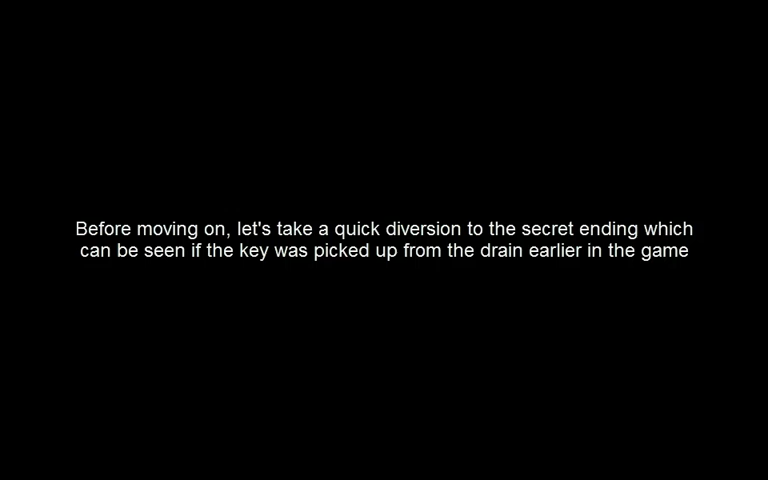 Before moving on, let's take a quick diversion to the secret ending which
can be seen if the key was picked up from the drain earlier in the game